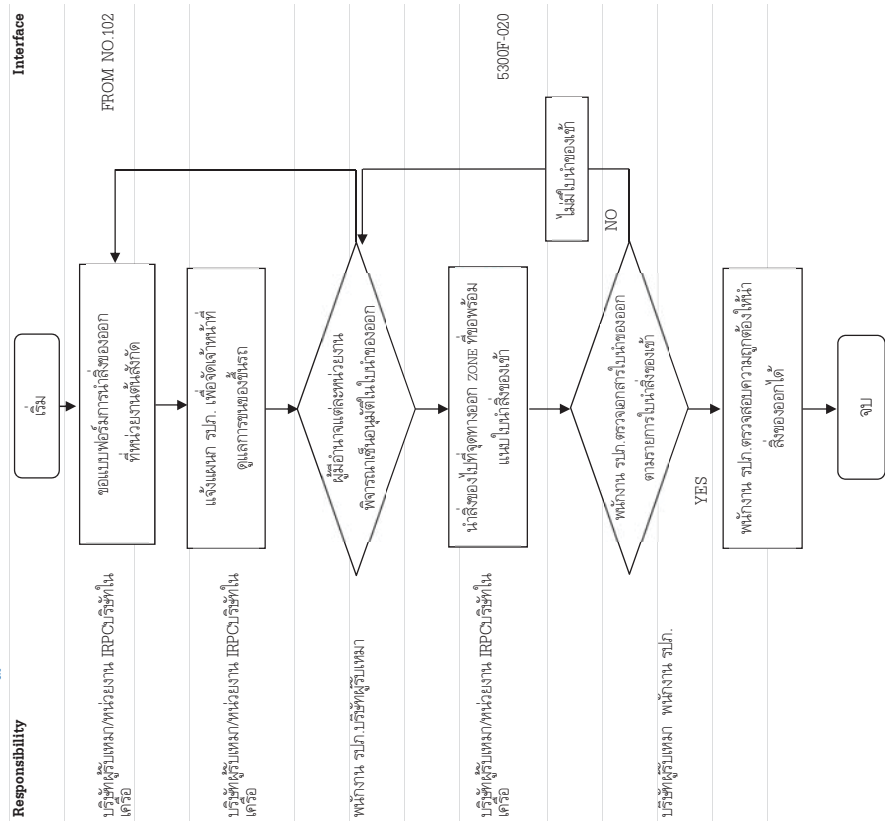 Responsibility
Interface
เริ่ม
บริษัทผู้รับเหมา/หน่วยงาน IRPCบริษัทใน
เครือ
ขอแบบฟอร์มการนำสิ่งของออก
ที่หน่วยงานต้นสังกัด
FROM NO.102
บริษัทผู้รับเหมา/หน่วยงาน IRPCบริษัทใน
เครือ
แจ้งแผนก รปภ. เพื่อจัดเจ้าหน้าที่
ดูแลการขนของขึ้นรถ
พนักงาน รปภ.บริษัทผู้รับเหมา
ผู้มีอำนาจแต่ละหน่วยงาน
พิจารณาเซ็นอนุมัติในใบนำของออก
บริษัทผู้รับเหมา/หน่วยงาน IRPCบริษัทใน
เครือ
นำสิ่งของไปที่จุดทางออก ZONE ที่ขอพร้อม
แนบใบนำสิ่งของเข้า
5300F-020
บริษัทผู้รับเหมา พนักงาน รปภ.
พนักงาน รปภ.ตรวจเอกสารใบนำของออก
ตามรายการใบนำสิ่งของเข้า
NO
ไม่มีใบนำของเข้า
YES
พนักงาน รปภ.ตรวจสอบความถูกต้องให้นำ
สิ่งของออกได้
จบ